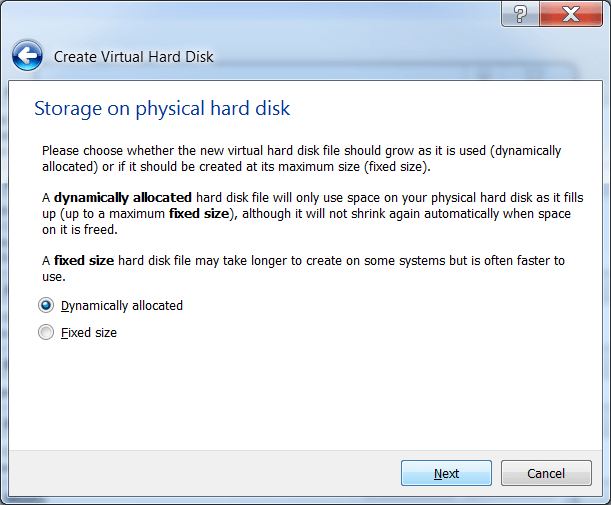 ?
Create Virtual Hard Disk
Storage on physical hard disk
Please choose whether the new virtual hard disk file should grow as it is used (dynamically
allocated) or if it should be created at its maximum size (fixed size).
A dynamically allocated hard disk file will only use space on your physical hard disk as it fills
up (up to a maximum fixed size), although it will not shrink again automatically when space
on it is freed.
A fixed size hard disk file may take longer to create on some systems but is often faster to
use.
Dynamically allocated
Fixed size
Next Cancel